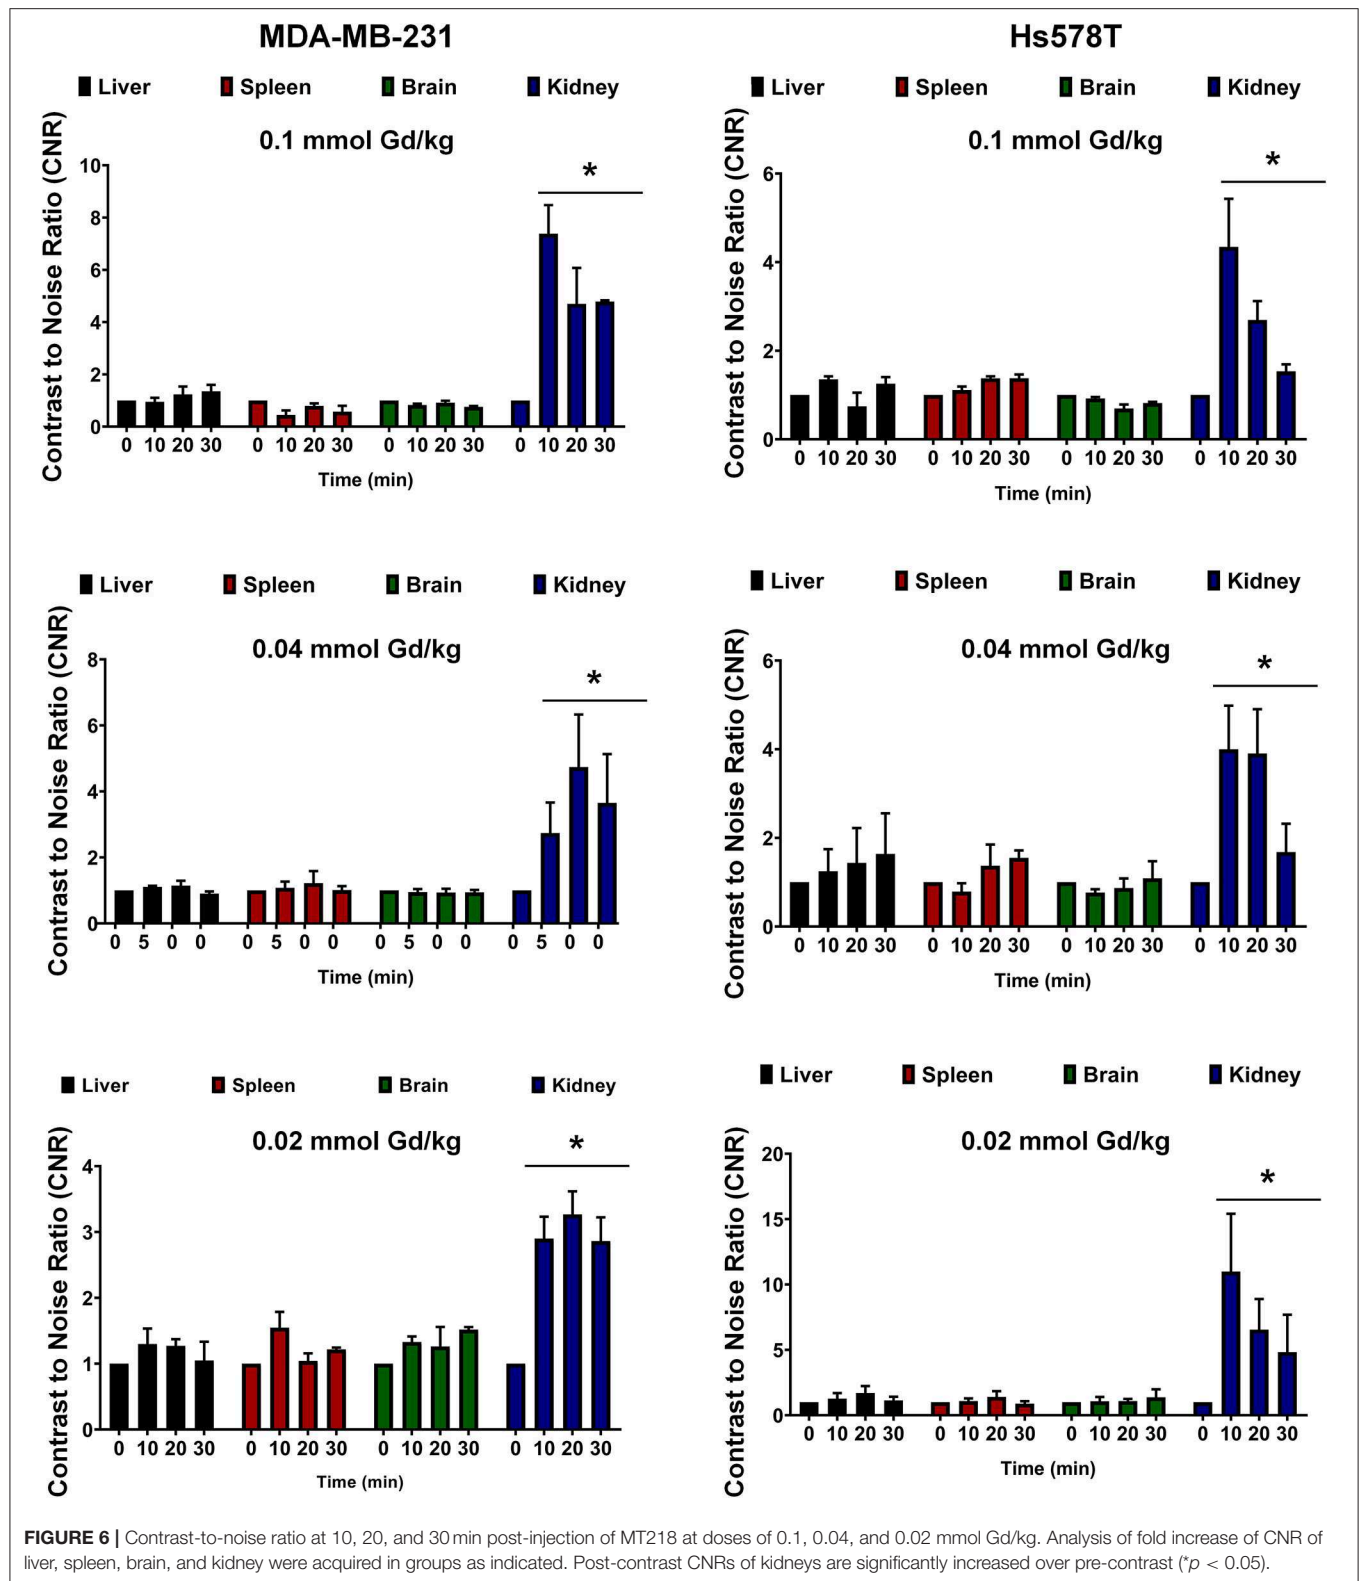 MDA-MB-231
Hs578T
Liver Spleen Brain Kidney
0.1 mmol Gd/kg
Contrast to Noise Ratio (CNR)
10
8
6
4
2
0
*
0 10 20 30 0 10 20 30 0 10 20 30 0 10 20 30
Time (min)
Liver Spleen Brain Kidney
0.1 mmol Gd/kg
Contrast to Noise Ratio (CNR)
6
4
2
0
*
0 10 20 30 0 10 20 30 0 10 20 30 0 10 20 30
Time (min)
Liver Spleen Brain Kidney
0.04 mmol Gd/kg
Contrast to Noise Ratio (CNR)
8
6
4
2
0
*
0 5 0 0 0 5 0 0 0 5 0 0 0 5 0 0
Time (min)
Liver Spleen Brain Kidney
0.04 mmol Gd/kg
Contrast to Noise Ratio (CNR)
6
4
2
0
*
0 10 20 30 0 10 20 30 0 10 20 30 0 10 20 30
Time (min)
Liver Spleen Brain Kidney
0.02 mmol Gd/kg
Contrast to Noise Ratio (CNR)
4
3
2
1
0
*
0 10 20 30 0 10 20 30 0 10 20 30 0 10 20 30
Time (min)
Liver Spleen Brain Kidney
0.02 mmol Gd/kg
Contrast to Noise Ratio (CNR)
20
15
10
5
0
*
0 10 20 30 0 10 20 30 0 10 20 30 0 10 20 30
Time (min)
FIGURE 6 | Contrast-to-noise ratio at 10, 20, and 30 min post-injection of MT218 at doses of 0.1, 0.04, and 0.02 mmol Gd/kg. Analysis of fold increase of CNR of
liver, spleen, brain, and kidney were acquired in groups as indicated. Post-contrast CNRs of kidneys are significantly increased over pre-contrast (*p < 0.05).